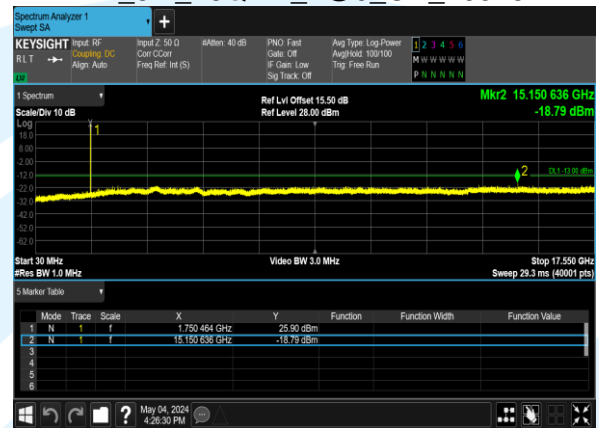 Spectrum Analyzer 1
Swept SA
KEYSIGHT Input: RF Input Z: 50 Ω #Atten: 40 dB PNO: Fast Avg Type: Log-Power 1 2 3 4 5 6
RLT Coupling: DC Corr CCorr Gate: Off Avg|Hold: 100/100 M W W W W W
Align: Auto Freq Ref: Int (S) IF Gain: Low Trig: Free Run
Sig Track: Off P N N N N N
LXI
1 Spectrum
Ref Lvl Offset 15.50 dB Mkr2 15.150 636 GHz
Scale/Div 10 dB Ref Level 28.00 dBm -18.79 dBm
Log
18.0
1
8.00
-2.00
-12.0
2 DL1 -13.00 dBm
-22.0
-32.0
-42.0
-52.0
-62.0
Start 30 MHz Video BW 3.0 MHz Stop 17.550 GHz
#Res BW 1.0 MHz Sweep 29.3 ms (40001 pts)
5 Marker Table
Mode Trace Scale X Y Function Function Width Function Value
1 N 1 f 1.750 464 GHz 25.90 dBm
2 N 1 f 15.150 636 GHz -18.79 dBm
3
4
5
6
? May 04, 2024
4:26:30 PM